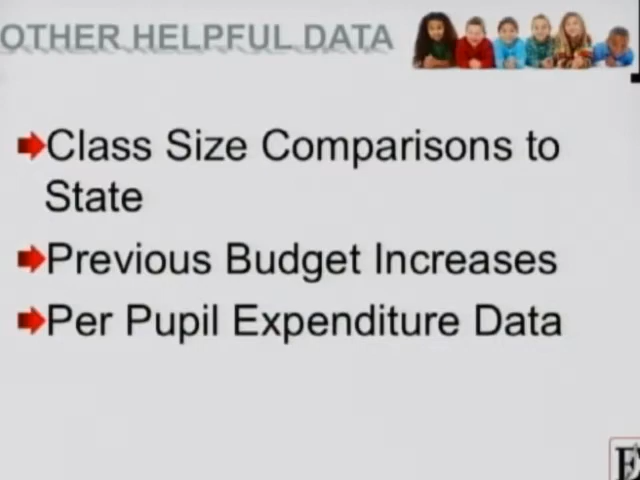 OTHER HELPFUL DATA
Class Size Comparisons to
State
Previous Budget Increases
Per Pupil Expenditure Data
E